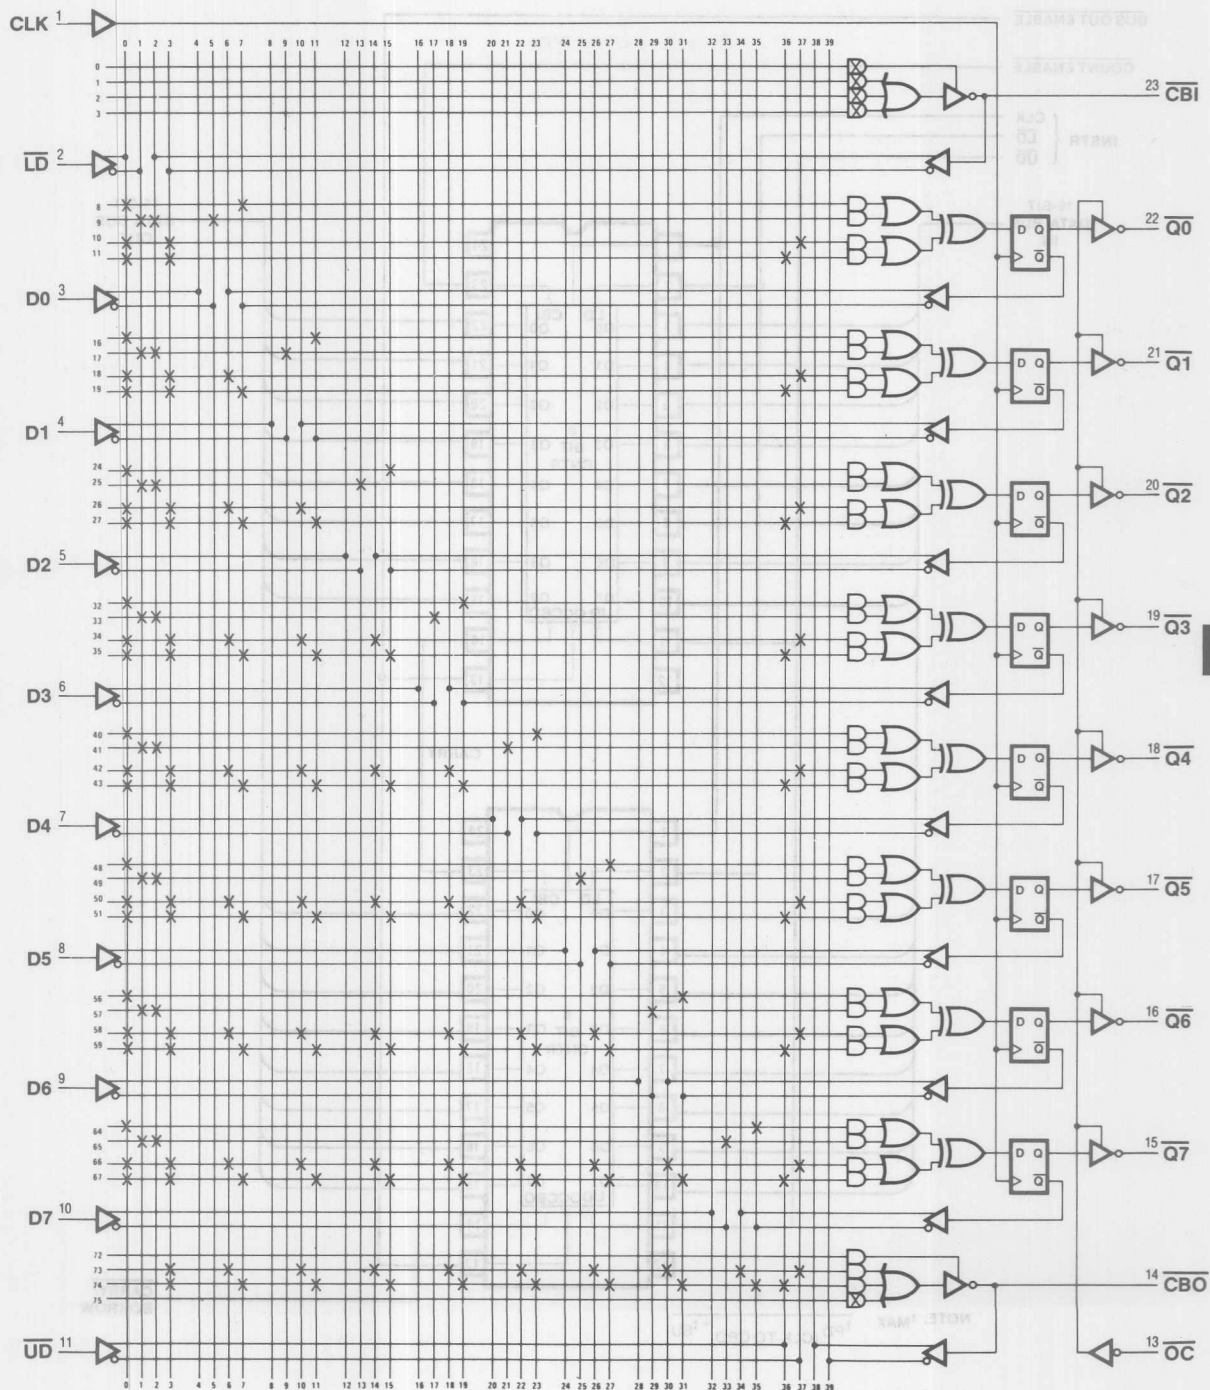 CLK 1
0 1 2 3 4 5 6 7 8 9 10 11 12 13 14 15 16 17 18 19 20 21 22 23 24 25 26 27 28 29 30 31 32 33 34 35 36 37 38 39
0
1
2
3
23 CBI
LD 2
8
9
10
11
D Q
Q
22 Q0
D0 3
16
17
18
19
D Q
Q
21 Q1
D1 4
24
25
26
27
D Q
Q
20 Q2
D2 5
32
33
34
35
D Q
Q
19 Q3
D3 6
40
41
42
43
D Q
Q
18 Q4
D4 7
48
49
50
51
D Q
Q
17 Q5
D5 8
56
57
58
59
D Q
Q
16 Q6
D6 9
64
65
66
67
D Q
Q
15 Q7
D7 10
72
73
74
75
14 CBO
UD 11
13 OC
0 1 2 3 4 5 6 7 8 9 10 11 12 13 14 15 16 17 18 19 20 21 22 23 24 25 26 27 28 29 30 31 32 33 34 35 36 37 38 39